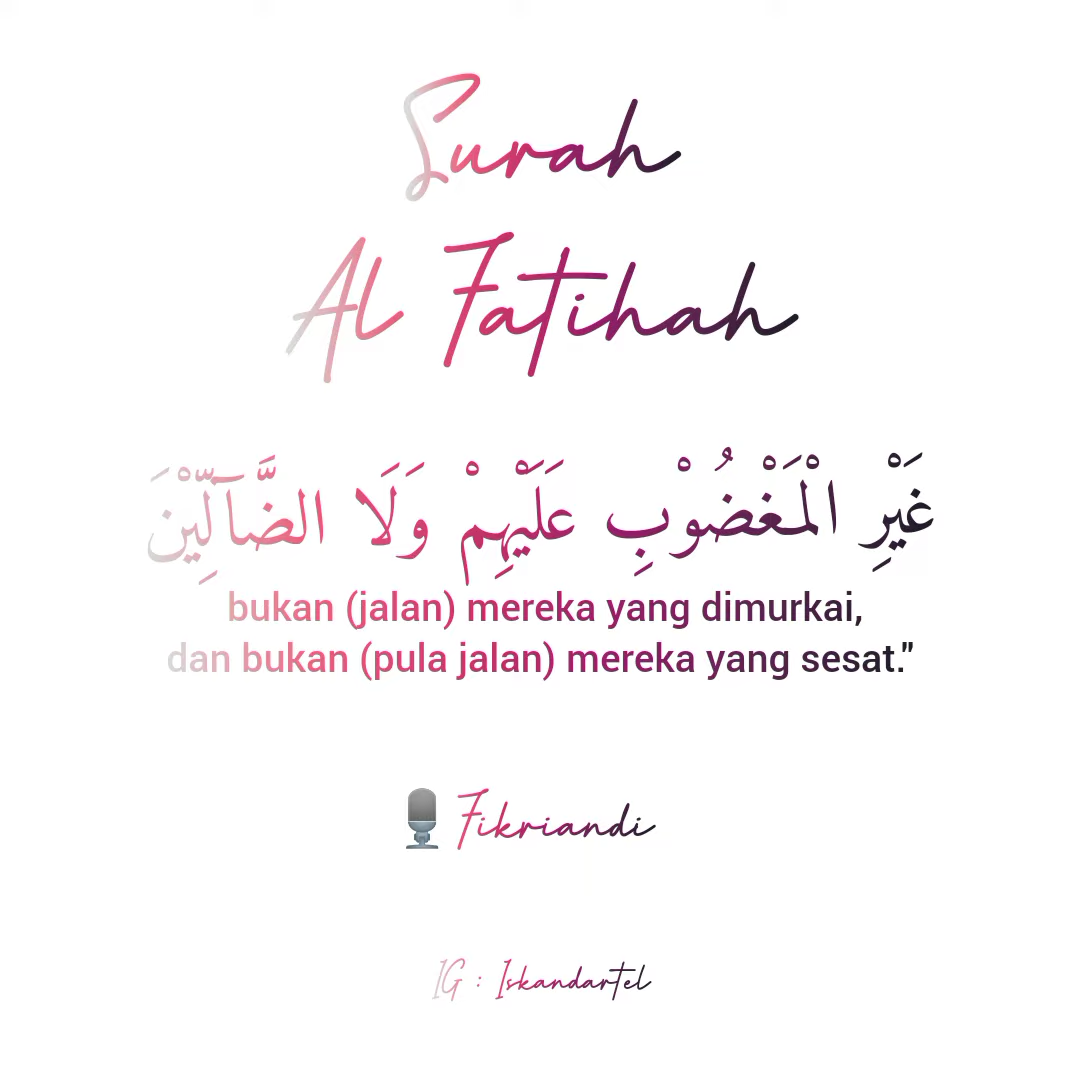 Surah
Al Fatihah
غَيْرِ الْمَغْضُوْبِ عَلَيْهِمْ وَلَا الضَّاۤلِّيْنَ
bukan (jalan) mereka yang dimurkai,
dan bukan (pula jalan) mereka yang sesat."
Fikriandi
IG : Iskandartel